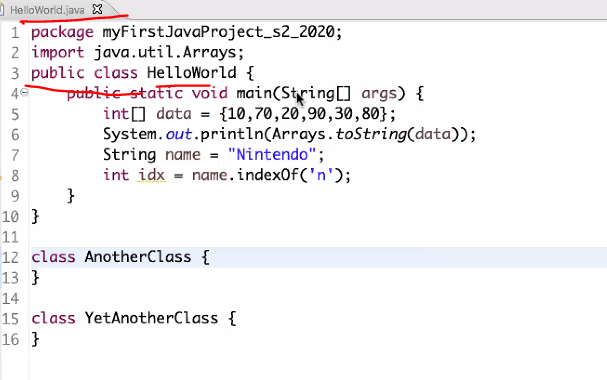 HelloWorld.java
1 package myFirstJavaProject_s2_2020;
2 import java.util.Arrays;
3 public class HelloWorld {
4 public static void main(String[] args) {
5 int[] data = {10,70,20,90,30,80};
6 System.out.println(Arrays.toString(data));
7 String name = "Nintendo";
8 int idx = name.indexOf('n');
9 }
10 }
11
12 class AnotherClass {
13 }
14
15 class YetAnotherClass {
16 }